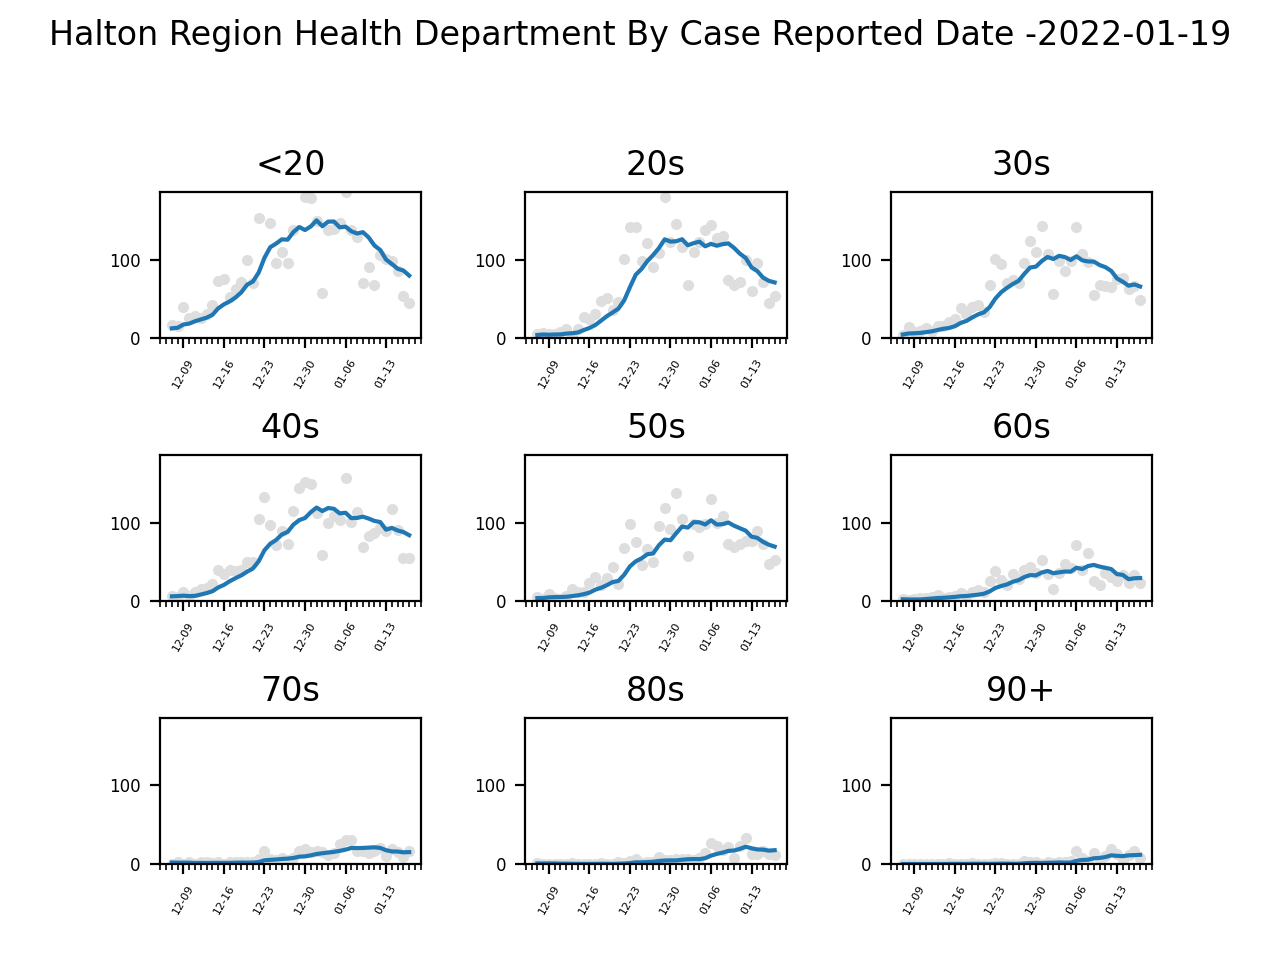 Halton Region Health Department By Case Reported Date -2022-01-19
<20 20s 30s
100 100 100
0 0 0
12-09 12-16 12-23 12-30 01-06 01-13 12-09 12-16 12-23 12-30 01-06 01-13 12-09 12-16 12-23 12-30 01-06 01-13
40s 50s 60s
100 100 100
0 0 0
12-09 12-16 12-23 12-30 01-06 01-13 12-09 12-16 12-23 12-30 01-06 01-13 12-09 12-16 12-23 12-30 01-06 01-13
70s 80s 90+
100 100 100
0 0 0
12-09 12-16 12-23 12-30 01-06 01-13 12-09 12-16 12-23 12-30 01-06 01-13 12-09 12-16 12-23 12-30 01-06 01-13